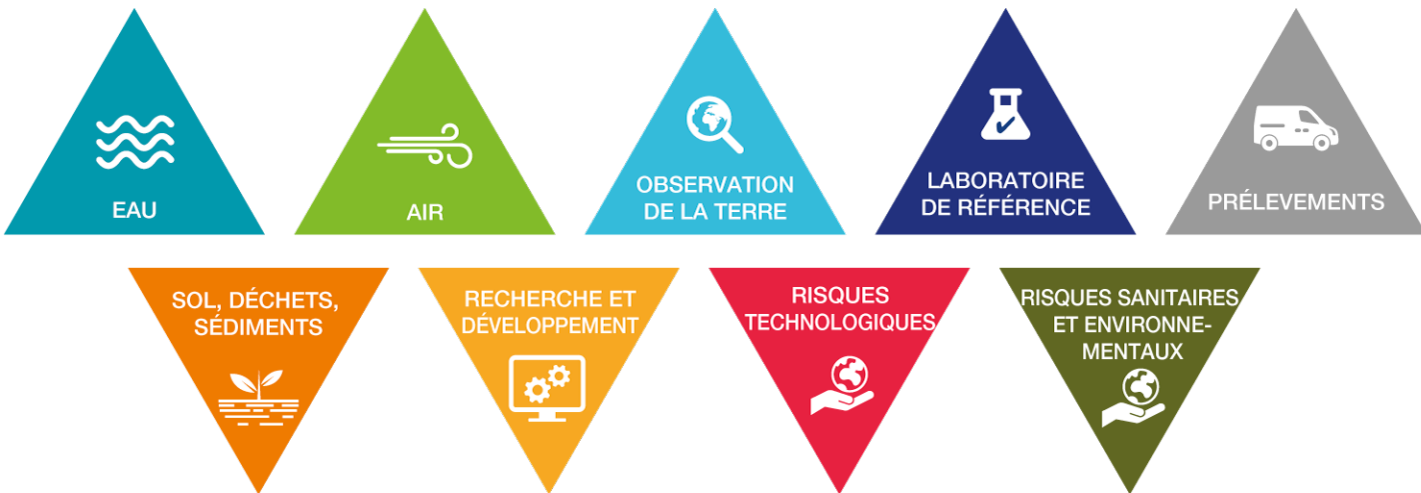 EAU
AIR
OBSERVATION
DE LA TERRE
LABORATOIRE
DE RÉFÉRENCE
PRÉLEVEMENTS
SOL, DÉCHETS,
SÉDIMENTS
RECHERCHE ET
DÉVELOPPEMENT
RISQUES
TECHNOLOGIQUES
RISQUES SANITAIRES
ET ENVIRONNE-
MENTAUX